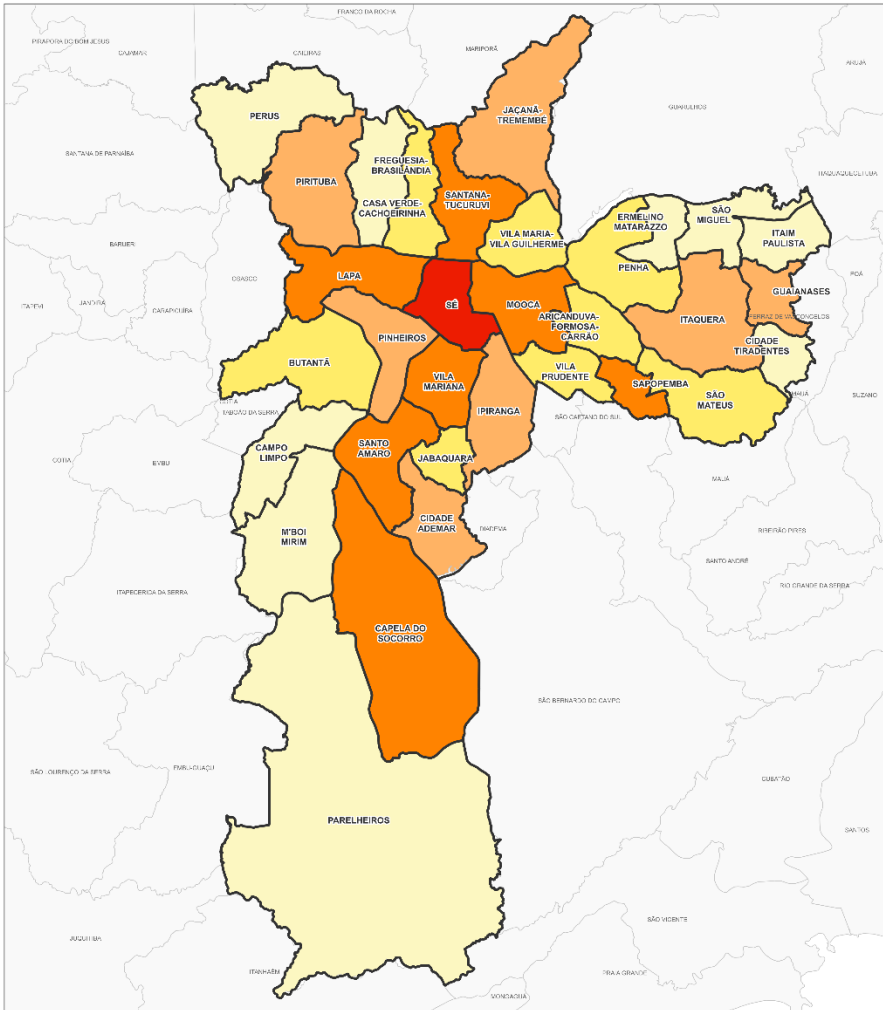 FRANCO DA ROCHA
PIRAPORA DO BOM JESUS
CAJAMAR
CAIEIRAS
MARIPORÃ
ARUJÁ
GUARULHOS
SANTANA DE PARNAÍBA
ITAQUAQUECETUBA
PERUS
JAÇANÃ-
TREMEMBÉ
FREGUESIA-
BRASILÂNDIA
PIRITUBA
CASA VERDE-
CACHOEIRINHA
SANTANA-
TUCURUVI
VILA MARIA-
VILA GUILHERME
ERMELINO
MATARAZZO
SÃO
MIGUEL
ITAIM
PAULISTA
PENHA
BARUERI
OSASCO
JANDIRA
ITAPEVI
CARAPICUIBA
POÁ
LAPA
SÉ
MOOCA
GUAIANASES
FERRAZ DE VASCONCELOS
ARICANDUVA-
FORMOSA-
CARRÃO
ITAQUERA
CIDADE
TIRADENTES
PINHEIROS
BUTANTÃ
VILA
MARIANA
VILA
PRUDENTE
SAPOPEMBA
SÃO
MATEUS
MAUÁ
SUZANO
TABOÃO DA SERRA
IPIRANGA
SÃO CAETANO DO SUL
COTIA
EMBU
CAMPO
LIMPO
SANTO
AMARO
JABAQUARA
MAUÁ
CIDADE
ADEMAR
DIADEMA
M'BOI
MIRIM
RIBEIRÃO PIRES
SANTO ANDRÉ
RIO GRANDE DA SERRA
ITAPECERICA DA SERRA
CAPELA DO
SOCORRO
SÃO BERNARDO DO CAMPO
SÃO LOURENÇO DA SERRA
EMBU-GUAÇU
CUBATÃO
PARELHEIROS
SANTOS
SÃO VICENTE
JUQUITIBA
ITANHAÉM
PRAIA GRANDE
MONGAGUA